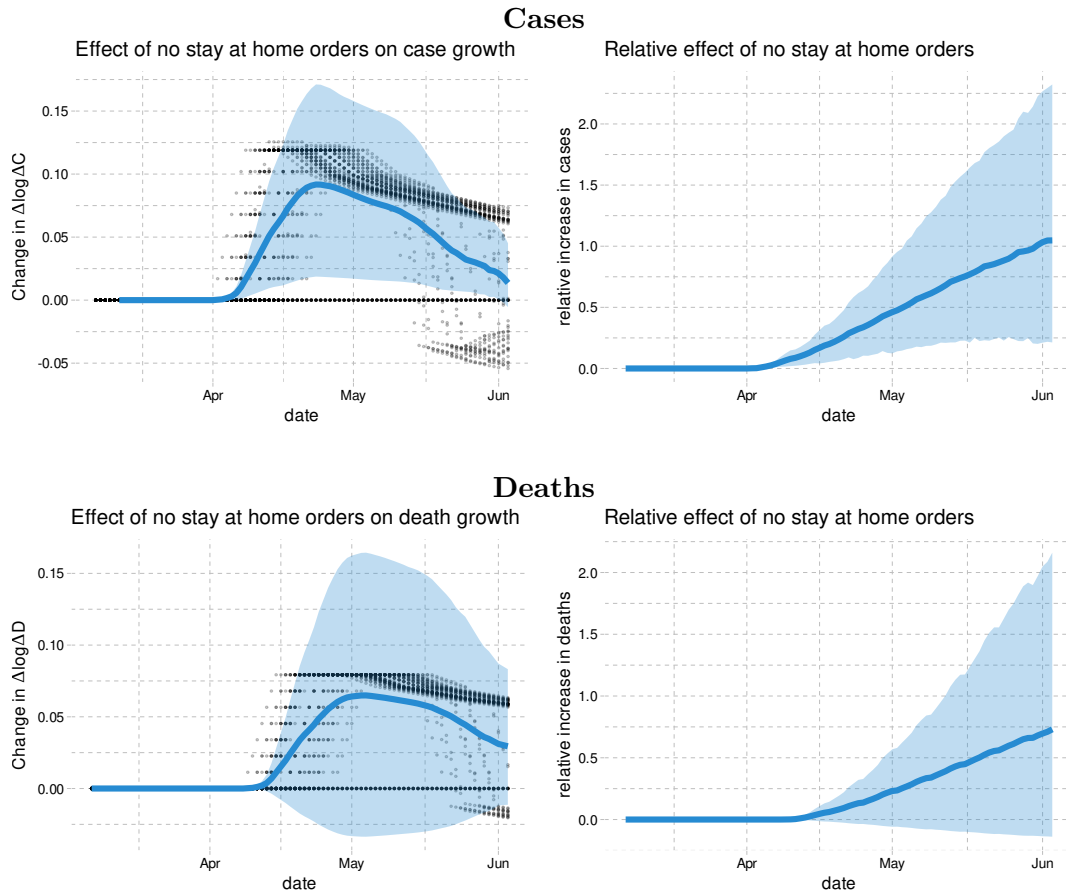 Cases
Effect of no stay at home orders on case growth
Change in ΔlogΔC
0.15
0.10
0.05
0.00
-0.05
Apr
May
Jun
date
Relative effect of no stay at home orders
relative increase in cases
2.0
1.5
1.0
0.5
0.0
Apr
May
Jun
date
Deaths
Effect of no stay at home orders on death growth
Change in ΔlogΔD
0.15
0.10
0.05
0.00
Apr
May
Jun
date
Relative effect of no stay at home orders
relative increase in deaths
2.0
1.5
1.0
0.5
0.0
Apr
May
Jun
date